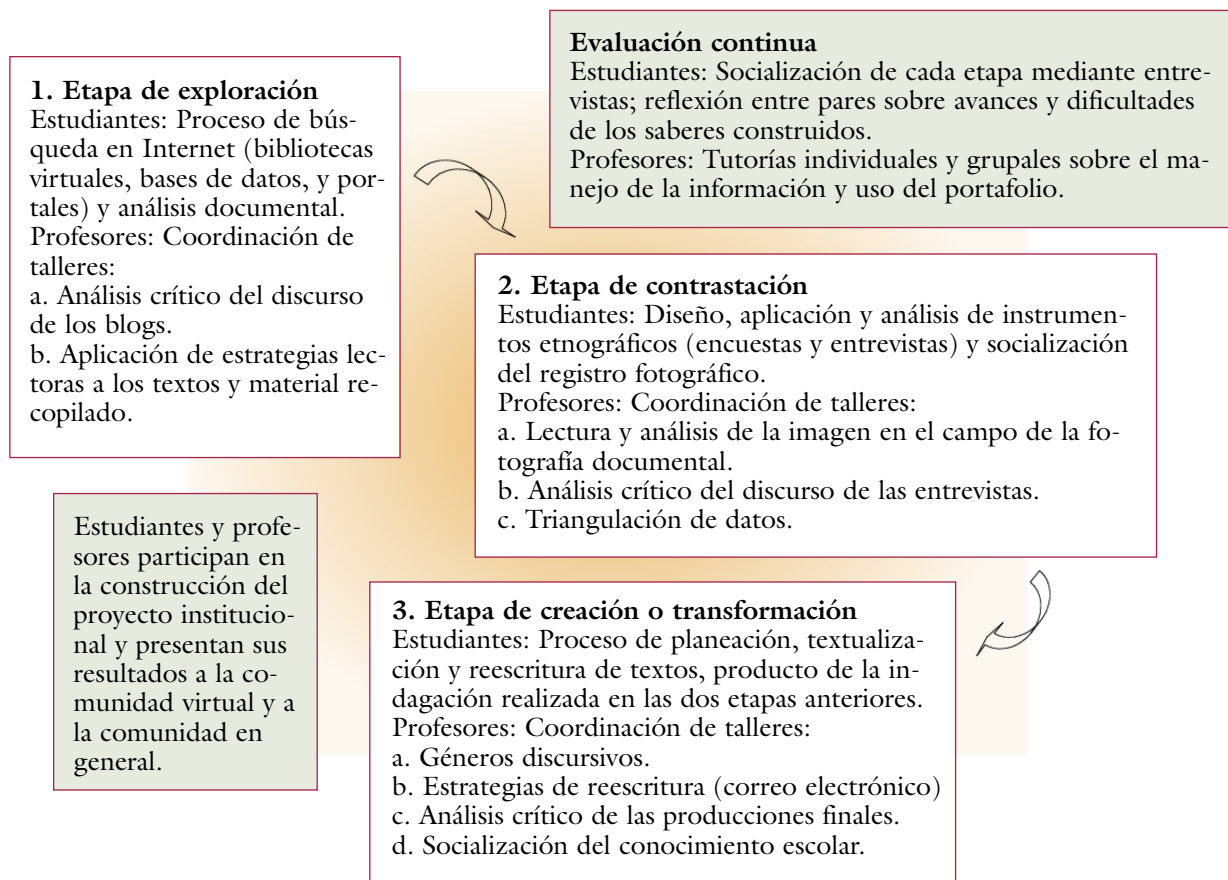 1. Etapa de exploración
Estudiantes: Proceso de bús-
queda en Internet (bibliotecas
virtuales, bases de datos, y por-
tales) y análisis documental.
Profesores: Coordinación de
talleres:
a. Análisis crítico del discurso
de los blogs.
b. Aplicación de estrategias lec-
toras a los textos y material re-
copilado.
Evaluación continua
Estudiantes: Socialización de cada etapa mediante entre-
vistas; reflexión entre pares sobre avances y dificultades
de los saberes construidos.
Profesores: Tutorías individuales y grupales sobre el ma-
nejo de la información y uso del portafolio.
2. Etapa de contrastación
Estudiantes: Diseño, aplicación y análisis de instrumen-
tos etnográficos (encuestas y entrevistas) y socialización
del registro fotográfico.
Profesores: Coordinación de talleres:
a. Lectura y análisis de la imagen en el campo de la fo-
tografía documental.
b. Análisis crítico del discurso de las entrevistas.
c. Triangulación de datos.
Estudiantes y profe-
sores participan en
la construcción del
proyecto institucio-
nal y presentan sus
resultados a la co-
munidad virtual y a
la comunidad en
general.
3. Etapa de creación o transformación
Estudiantes: Proceso de planeación, textualiza-
ción y reescritura de textos, producto de la in-
dagación realizada en las dos etapas anteriores.
Profesores: Coordinación de talleres:
a. Géneros discursivos.
b. Estrategias de reescritura (correo electrónico)
c. Análisis crítico de las producciones finales.
d. Socialización del conocimiento escolar.